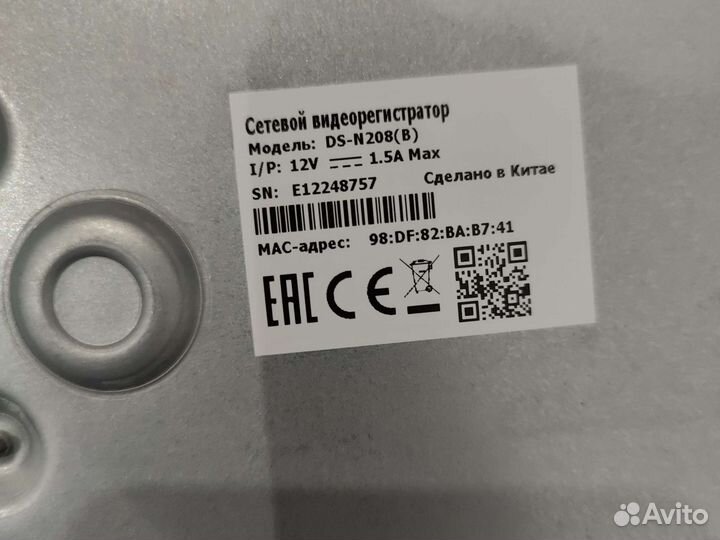 Сетевой видеорегистратор
Модель: DS-N208(B)
I/P: 12V 1.5A Max
SN: E12248757 Сделано в Китае
MAC-адрес: 98:DF:82:BA:B7:41
EAC CE
Avito